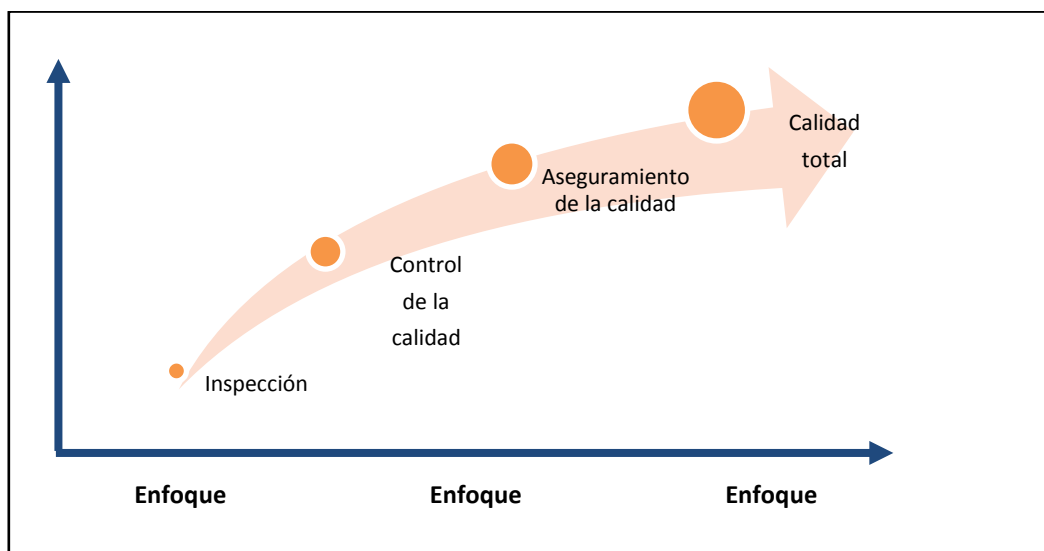 Calidad
total
Aseguramiento
de la calidad
Control
de la
calidad
Inspección
Enfoque Enfoque Enfoque